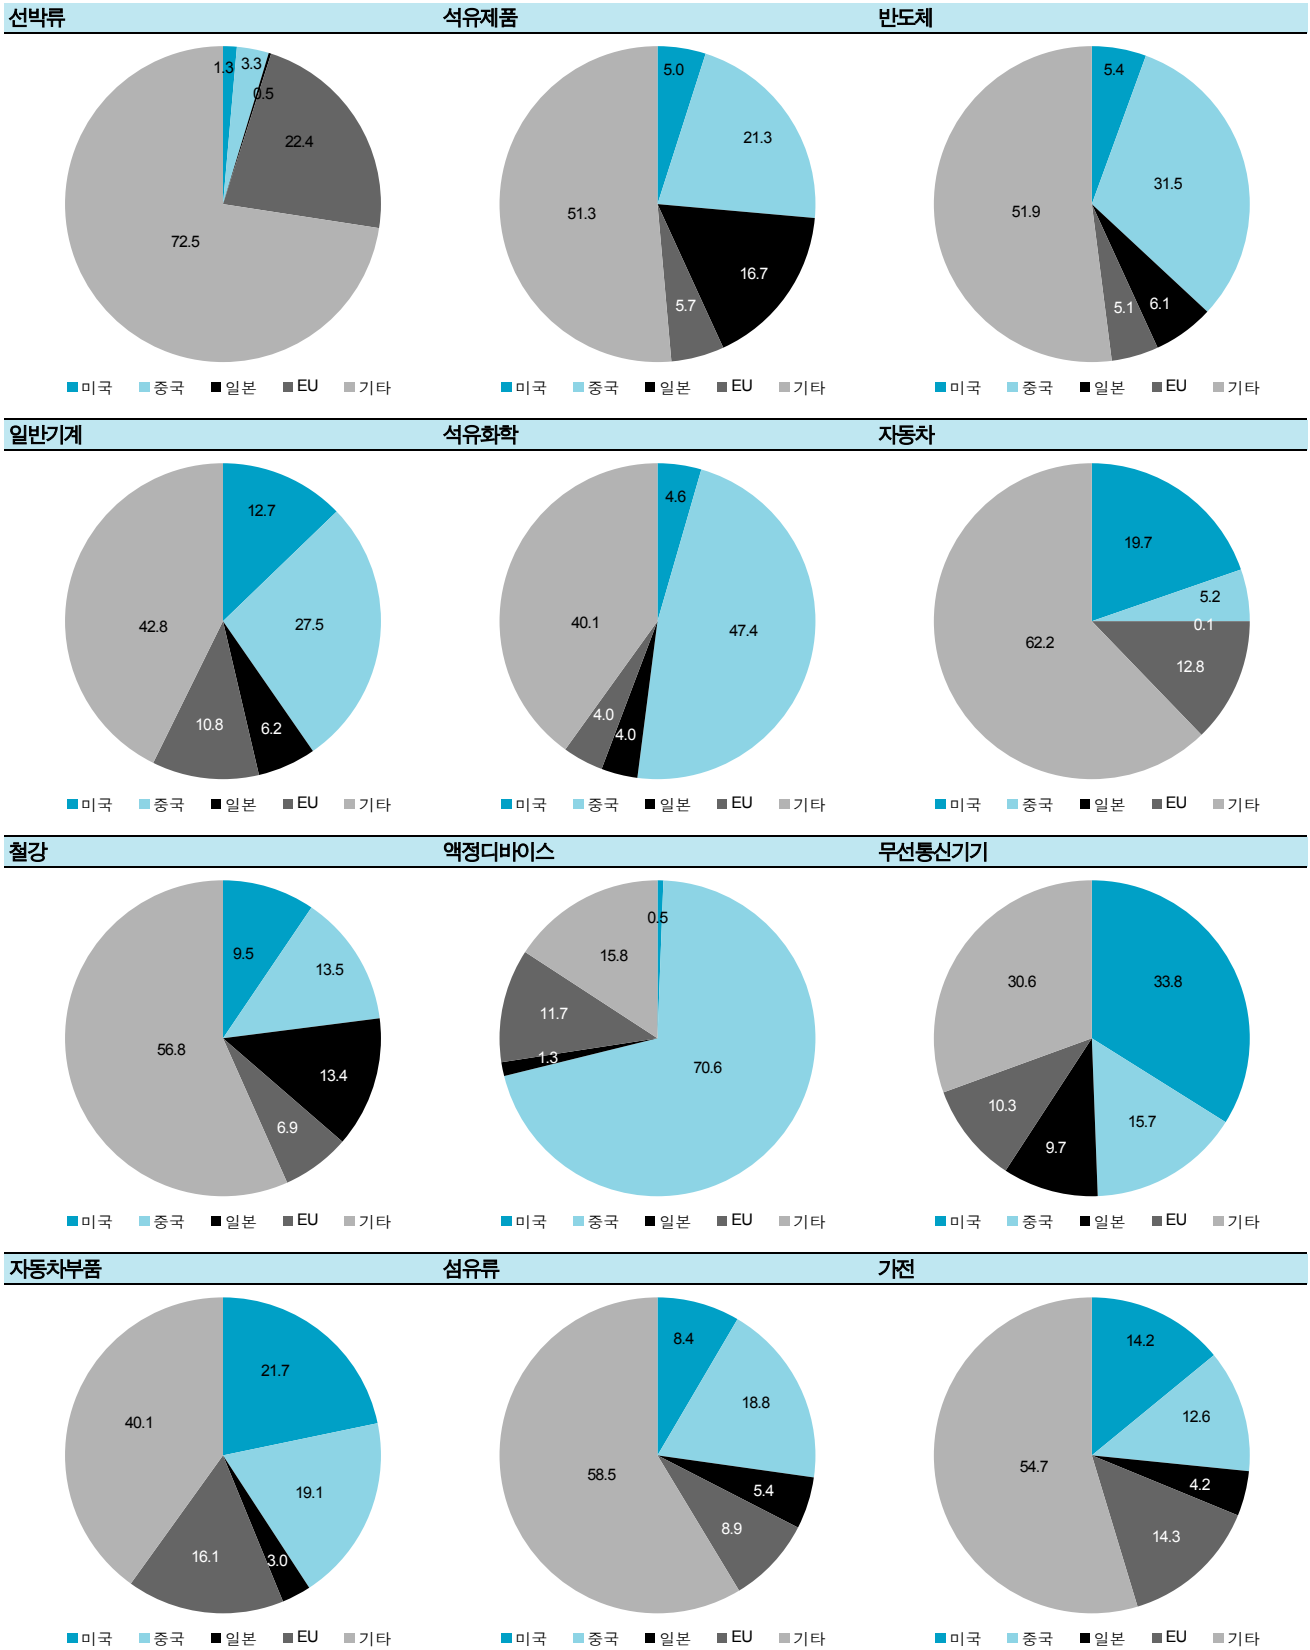 선박류 석유제품 반도체
1.3 3.3 0.5 22.4 72.5
5.0 21.3 16.7 5.7 51.3
5.4 31.5 6.1 5.1 51.9
미국 중국 일본 EU 기타 미국 중국 일본 EU 기타 미국 중국 일본 EU 기타
일반기계 석유화학 자동차
12.7 27.5 6.2 10.8 42.8
4.6 47.4 4.0 4.0 40.1
19.7 5.2 0.1 12.8 62.2
미국 중국 일본 EU 기타 미국 중국 일본 EU 기타 미국 중국 일본 EU 기타
철강 액정디바이스 무선통신기기
9.5 13.5 13.4 6.9 56.8
0.5 70.6 1.3 11.7 15.8
33.8 15.7 9.7 10.3 30.6
미국 중국 일본 EU 기타 미국 중국 일본 EU 기타 미국 중국 일본 EU 기타
자동차부품 섬유류 가전
21.7 19.1 3.0 16.1 40.1
8.4 18.8 5.4 8.9 58.5
14.2 12.6 4.2 14.3 54.7
미국 중국 일본 EU 기타 미국 중국 일본 EU 기타 미국 중국 일본 EU 기타